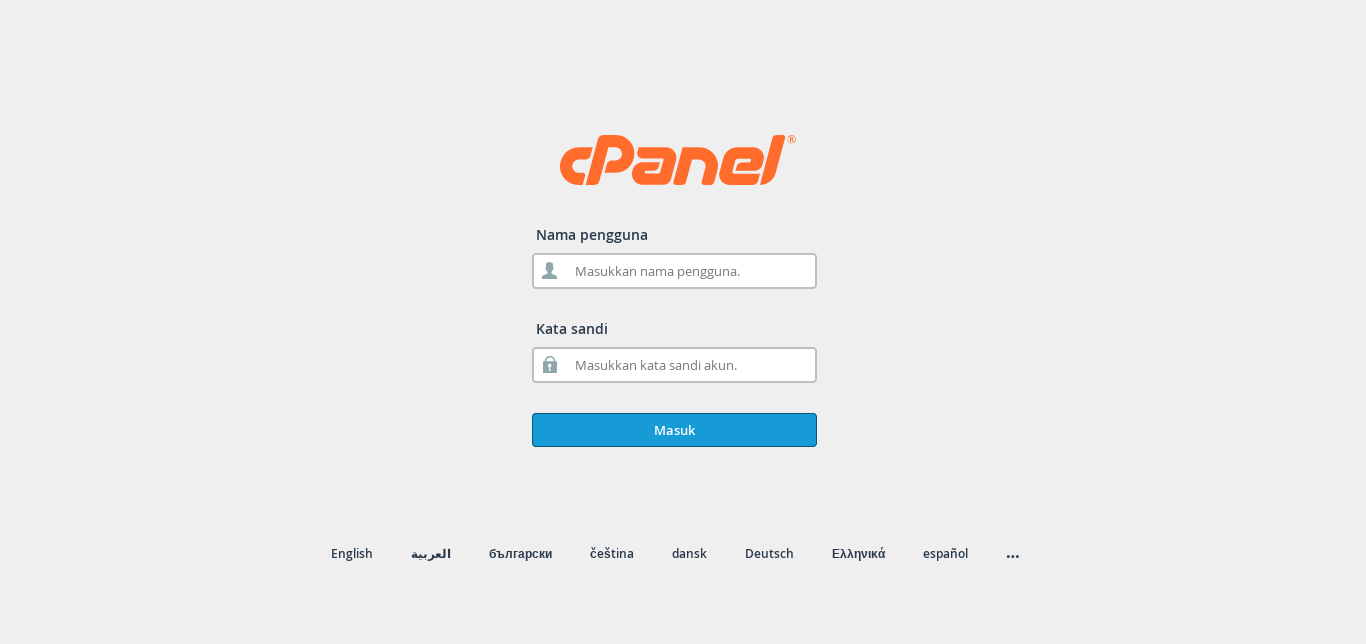 cPanel®
Nama pengguna
Masukkan nama pengguna.
Kata sandi
Masukkan kata sandi akun.
Masuk
English العربية български čeština dansk Deutsch Ελληνικά español ...